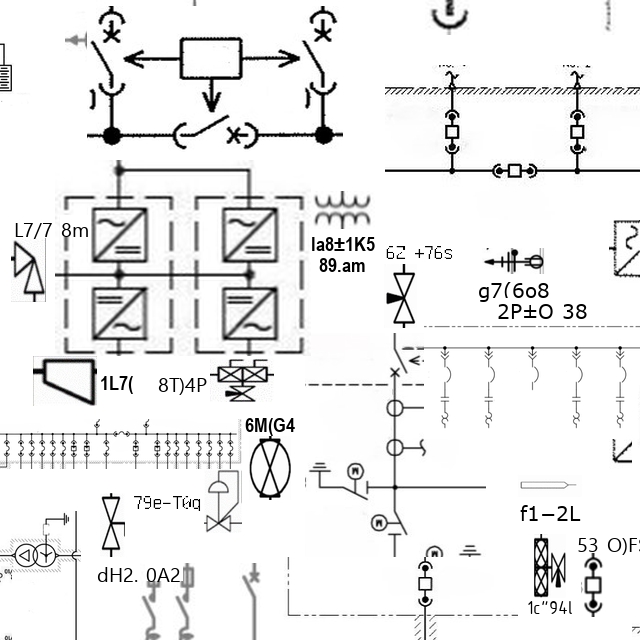 L7/7 8m
Ia8±1K5
89.am
6Z +76s
g7(6o8
2P±O 38
1L7(
8T)4P
6M(G4
79e-T0q
f1−2L
53 O)F
dH2. 0A2
1c"94l
M
M